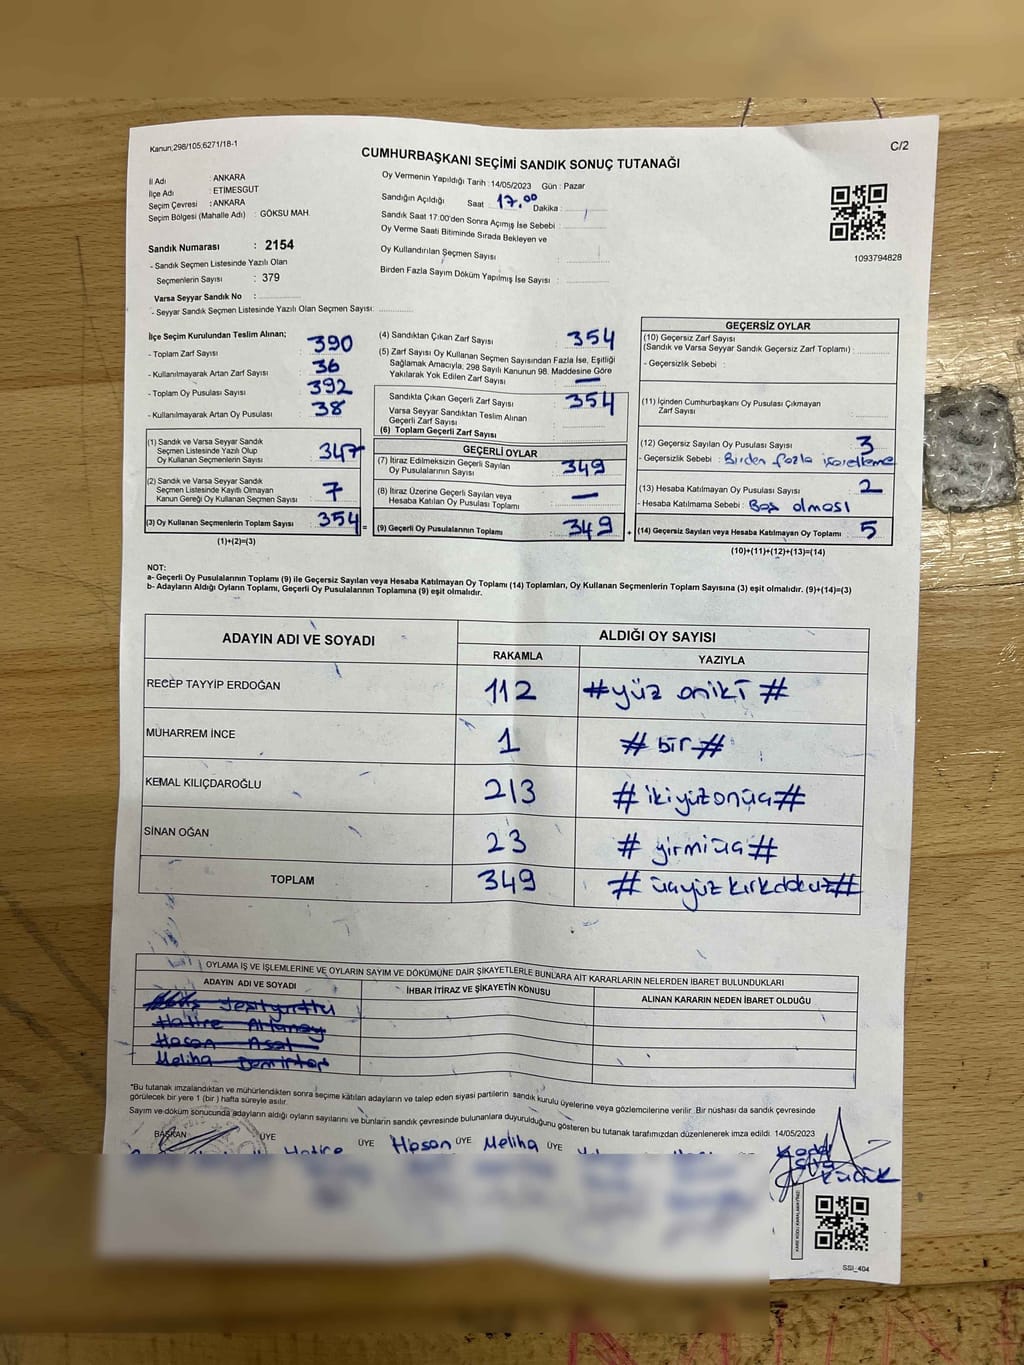 Kanun;298/105;6271/18-1
C/2
CUMHURBAŞKANI SEÇİMİ SANDIK SONUÇ TUTANAĞI
İl Adı : ANKARA
İlçe Adı : ETİMESGUT
Seçim Çevresi : ANKARA
Seçim Bölgesi (Mahalle Adı) : GÖKSU MAH
Sandık Numarası : 2154
- Sandık Seçmen Listesinde Yazılı Olan
Seçmenlerin Sayısı : 379
Varsa Seyyar Sandık No :
- Seyyar Sandık Seçmen Listesinde Yazılı Olan Seçmen Sayısı:
Oy Vermenin Yapıldığı Tarih : 14/05/2023 Gün : Pazar
Sandığın Açıldığı Saat : 17.00 Dakika :
Sandık Saat 17.00'den Sonra Açmış İse Sebebi :
Oy Verme Saati Bitiminde Sırada Bekleyen ve
Oy Kullandırılan Seçmen Sayısı :
Birden Fazla Sayım Döküm Yapılmış İse Sayısı :
1093794828
İlçe Seçim Kurulundan Teslim Alınan;
- Toplam Zarf Sayısı : 390
- Kullanılmayarak Artan Zarf Sayısı : 36
- Toplam Oy Pusulası Sayısı : 392
- Kullanılmayarak Artan Oy Pusulası : 38
(1) Sandık ve Varsa Seyyar Sandık
Seçmen Listesinde Yazılı Olup
Oy Kullanan Seçmenlerin Sayısı : 347
(2) Sandık ve Varsa Seyyar Sandık
Seçmen Listesinde Kayıtlı Olmayan
Kanun Gereği Oy Kullanan Seçmen Sayısı : 7
(3) Oy Kullanan Seçmenlerin Toplam Sayısı : 354 =
(1)+(2)=(3)
(4) Sandıktan Çıkan Zarf Sayısı : 354
(5) Zarf Sayısı Oy Kullanan Seçmen Sayısından Fazla İse, Eşitliği
Sağlamak Amacıyla; 298 Sayılı Kanunun 98. Maddesine Göre
Yakılarak Yok Edilen Zarf Sayısı : —
Sandıkta Çıkan Geçerli Zarf Sayısı : 354
Varsa Seyyar Sandıktan Teslim Alınan
Geçerli Zarf Sayısı :
(6) Toplam Geçerli Zarf Sayısı :
GEÇERLİ OYLAR
(7) İtiraz Edilmeksizin Geçerli Sayılan
Oy Pusulalarının Sayısı : 349
(8) İtiraz Üzerine Geçerli Sayılan veya
Hesaba Katılan Oy Pusulaları Toplamı : —
(9) Geçerli Oy Pusulalarının Toplamı : 349 +
GEÇERSİZ OYLAR
(10) Geçersiz Zarf Sayısı
(Sandık ve Varsa Seyyar Sandık Geçersiz Zarf Toplamı) :
- Geçersizlik Sebebi :
(11) İçinden Cumhurbaşkanı Oy Pusulası Çıkmayan
Zarf Sayısı :
(12) Geçersiz Sayılan Oy Pusulası Sayısı : 3
- Geçersizlik Sebebi : Birden fazla işaretleme
(13) Hesaba Katılmayan Oy Pusulası Sayısı : 2
- Hesaba Katılmama Sebebi : Boş olması
(14) Geçersiz Sayılan veya Hesaba Katılmayan Oy Toplamı : 5
(10)+(11)+(12)+(13)=(14)
NOT:
a- Geçerli Oy Pusulalarının Toplamı (9) ile Geçersiz Sayılan veya Hesaba Katılmayan Oy Toplamı (14) Toplamları, Oy Kullanan Seçmenlerin Toplam Sayısına (3) eşit olmalıdır. (9)+(14)=(3)
b- Adayların Aldığı Oyların Toplamı, Geçerli Oy Pusulalarının Toplamına (9) eşit olmalıdır.
ADAYIN ADI VE SOYADI ALDIĞI OY SAYISI
RAKAMLA YAZIYLA
RECEP TAYYİP ERDOĞAN 112 #yüz oniki#
MUHARREM İNCE 1 #bir#
KEMAL KILIÇDAROĞLU 213 #ikiyüzonüç#
SİNAN OĞAN 23 #yirmiüç#
TOPLAM 349 #üçyüzkırkdokuz#
OYLAMA İŞ VE İŞLEMLERİNE VE OYLARIN SAYIM VE DÖKÜMÜNE DAİR ŞİKAYETLERLE BUNLARA AİT KARARLARIN NELERDEN İBARET BULUNDUKLARI
ADAYIN ADI VE SOYADI İHBAR İTİRAZ VE ŞİKAYETİN KONUSU ALINAN KARARIN NEDEN İBARET OLDUĞU
Hatice Altunay
Hasan
Meliha Demirtaş
*Bu tutanak imzalandıktan ve mühürlendikten sonra seçime katılan adayların ve talep eden siyasi partilerin sandık kurulu üyelerine veya gözlemcilerine verilir. Bir nüshası da sandık çevresinde
görülecek bir yere 1 (bir) hafta süreyle asılır.
Sayım ve döküm sonucunda adayların aldığı oyların sayılarını ve bunların sandık çevresinde bulunanlara duyurulduğunu gösteren bu tutanak tarafımızdan düzenlenerek imza edildi. 14/05/2023
BAŞKAN ÜYE ÜYE ÜYE ÜYE
Hatice Hasan Meliha
Küçük
SSI_404